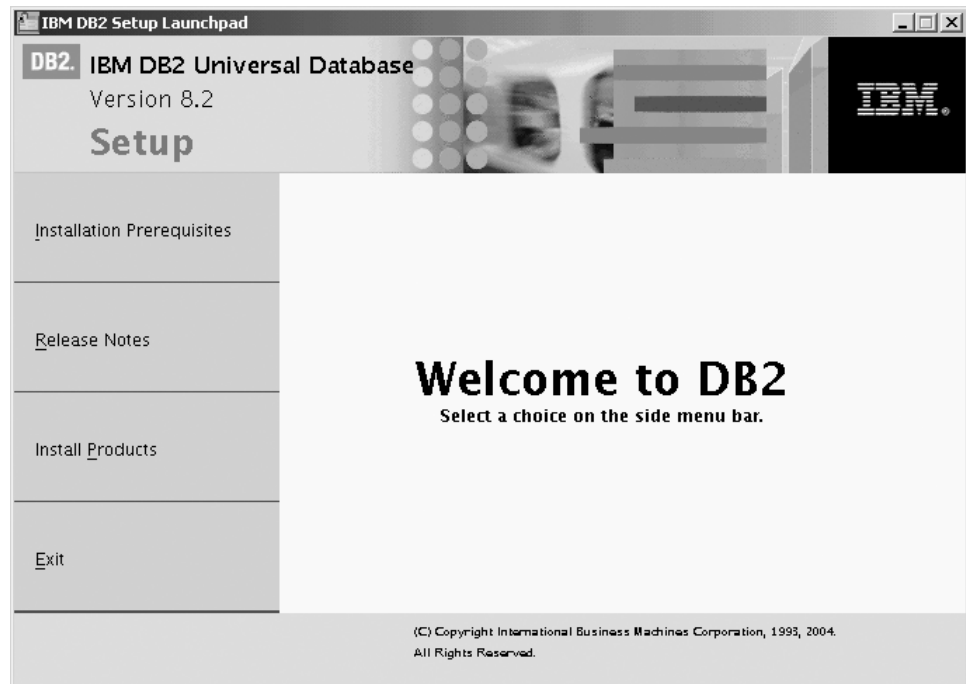 IBM DB2 Setup Launchpad
DB2. IBM DB2 Universal Database
Version 8.2
Setup
IBM.
Installation Prerequisites
Release Notes
Install Products
Exit
Welcome to DB2
Select a choice on the side menu bar.
(C) Copyright International Business Machines Corporation, 1993, 2004.
All Rights Reserved.